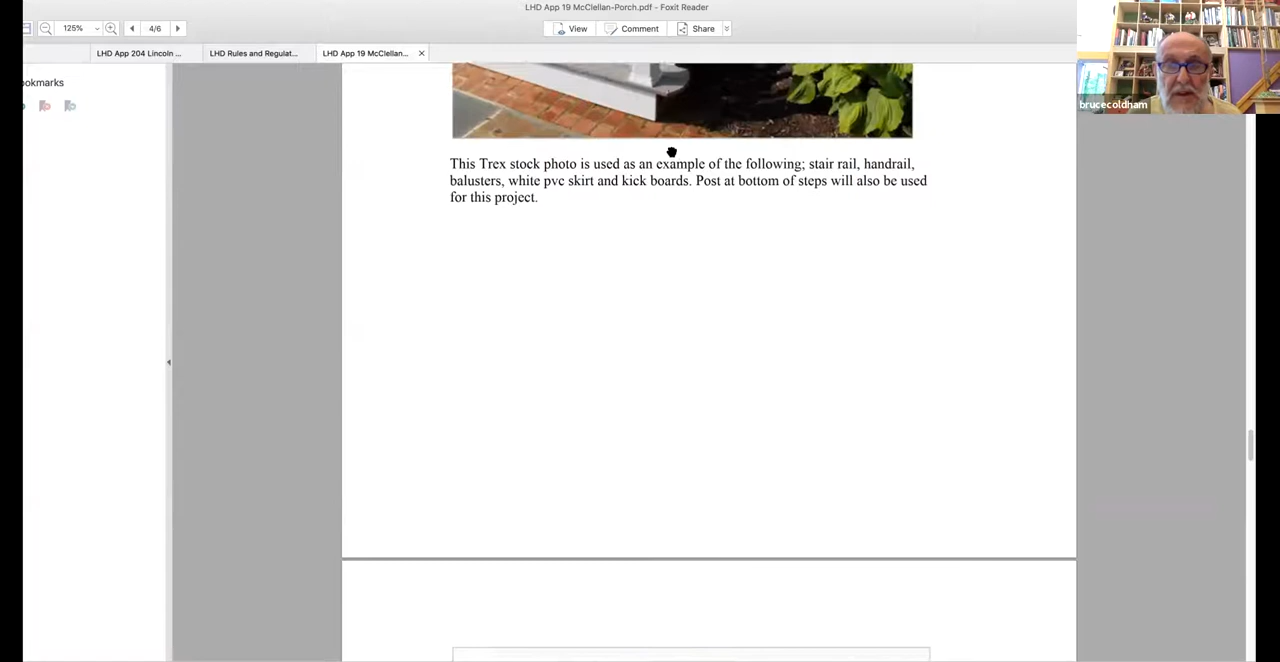 LHD App 19 McClellan-Porch.pdf - Foxit Reader
125%
4/6
View
Comment
Share
LHD App 204 Lincoln ...
LHD Rules and Regulat...
LHD App 19 McClellan...
ookmarks
brucecoldham
This Trex stock photo is used as an example of the following; stair rail, handrail,
balusters, white pvc skirt and kick boards. Post at bottom of steps will also be used
for this project.